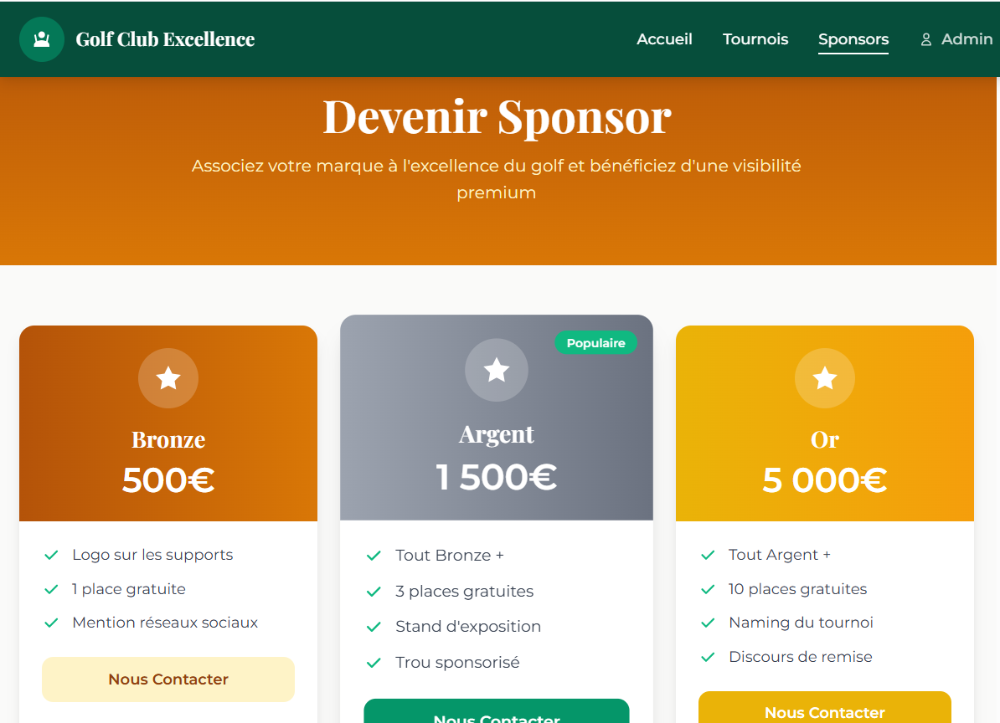 Golf Club Excellence
Accueil
Tournois
Sponsors
Admin
Devenir Sponsor
Associez votre marque à l'excellence du golf et bénéficiez d'une visibilité
premium
Bronze
500€
Logo sur les supports
1 place gratuite
Mention réseaux sociaux
Nous Contacter
Populaire
Argent
1 500€
Tout Bronze +
3 places gratuites
Stand d'exposition
Trou sponsorisé
Nous Contacter
Or
5 000€
Tout Argent +
10 places gratuites
Naming du tournoi
Discours de remise
Nous Contacter